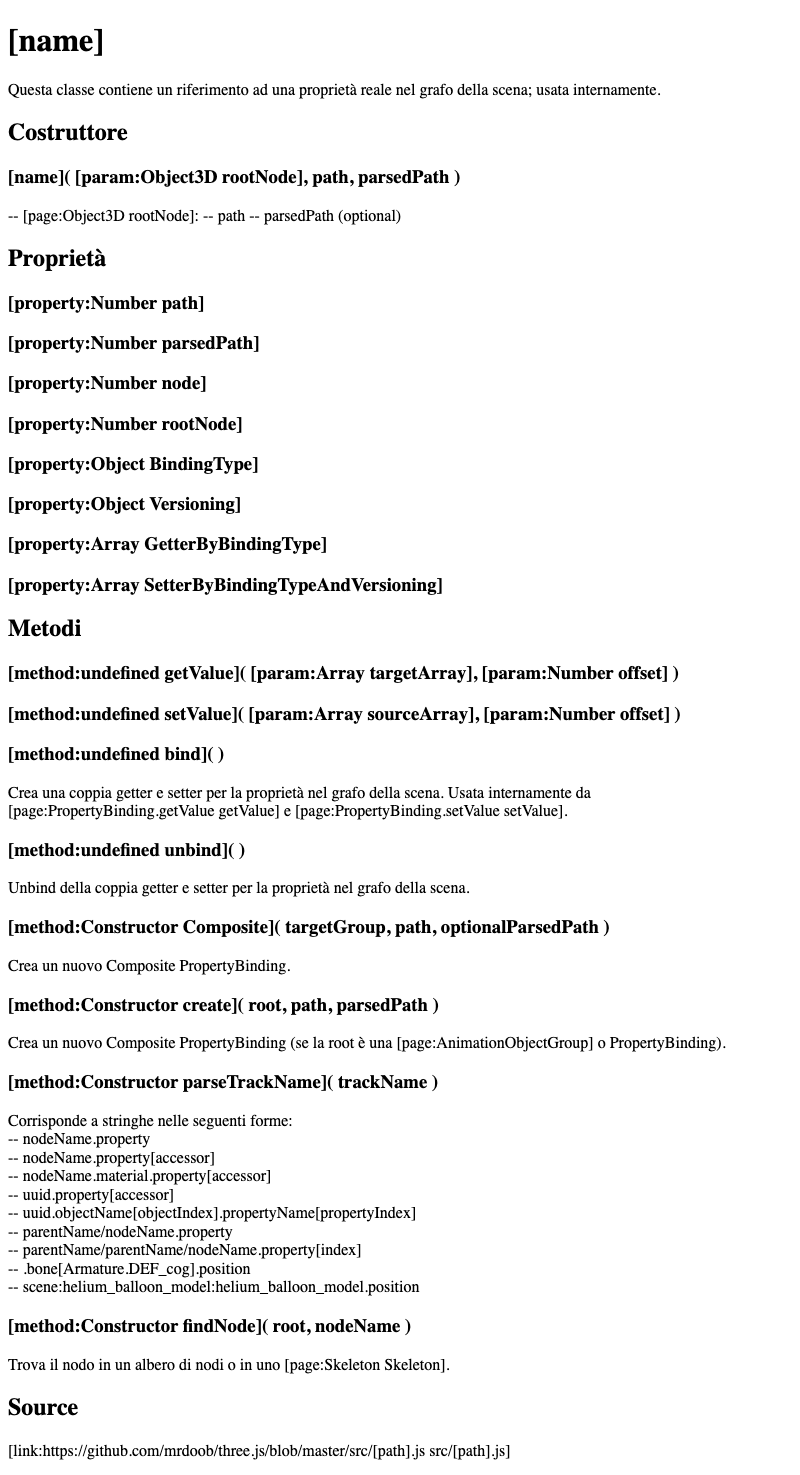 [name]
Questa classe contiene un riferimento ad una proprietà reale nel grafo della scena; usata internamente.
Costruttore
[name]( [param:Object3D rootNode], path, parsedPath )
-- [page:Object3D rootNode]: -- path -- parsedPath (optional)
Proprietà
[property:Number path]
[property:Number parsedPath]
[property:Number node]
[property:Number rootNode]
[property:Object BindingType]
[property:Object Versioning]
[property:Array GetterByBindingType]
[property:Array SetterByBindingTypeAndVersioning]
Metodi
[method:undefined getValue]( [param:Array targetArray], [param:Number offset] )
[method:undefined setValue]( [param:Array sourceArray], [param:Number offset] )
[method:undefined bind]( )
Crea una coppia getter e setter per la proprietà nel grafo della scena. Usata internamente da
[page:PropertyBinding.getValue getValue] e [page:PropertyBinding.setValue setValue].
[method:undefined unbind]( )
Unbind della coppia getter e setter per la proprietà nel grafo della scena.
[method:Constructor Composite]( targetGroup, path, optionalParsedPath )
Crea un nuovo Composite PropertyBinding.
[method:Constructor create]( root, path, parsedPath )
Crea un nuovo Composite PropertyBinding (se la root è una [page:AnimationObjectGroup] o PropertyBinding).
[method:Constructor parseTrackName]( trackName )
Corrisponde a stringhe nelle seguenti forme:
-- nodeName.property
-- nodeName.property[accessor]
-- nodeName.material.property[accessor]
-- uuid.property[accessor]
-- uuid.objectName[objectIndex].propertyName[propertyIndex]
-- parentName/nodeName.property
-- parentName/parentName/nodeName.property[index]
-- .bone[Armature.DEF_cog].position
-- scene:helium_balloon_model:helium_balloon_model.position
[method:Constructor findNode]( root, nodeName )
Trova il nodo in un albero di nodi o in uno [page:Skeleton Skeleton].
Source
[link:https://github.com/mrdoob/three.js/blob/master/src/[path].js src/[path].js]